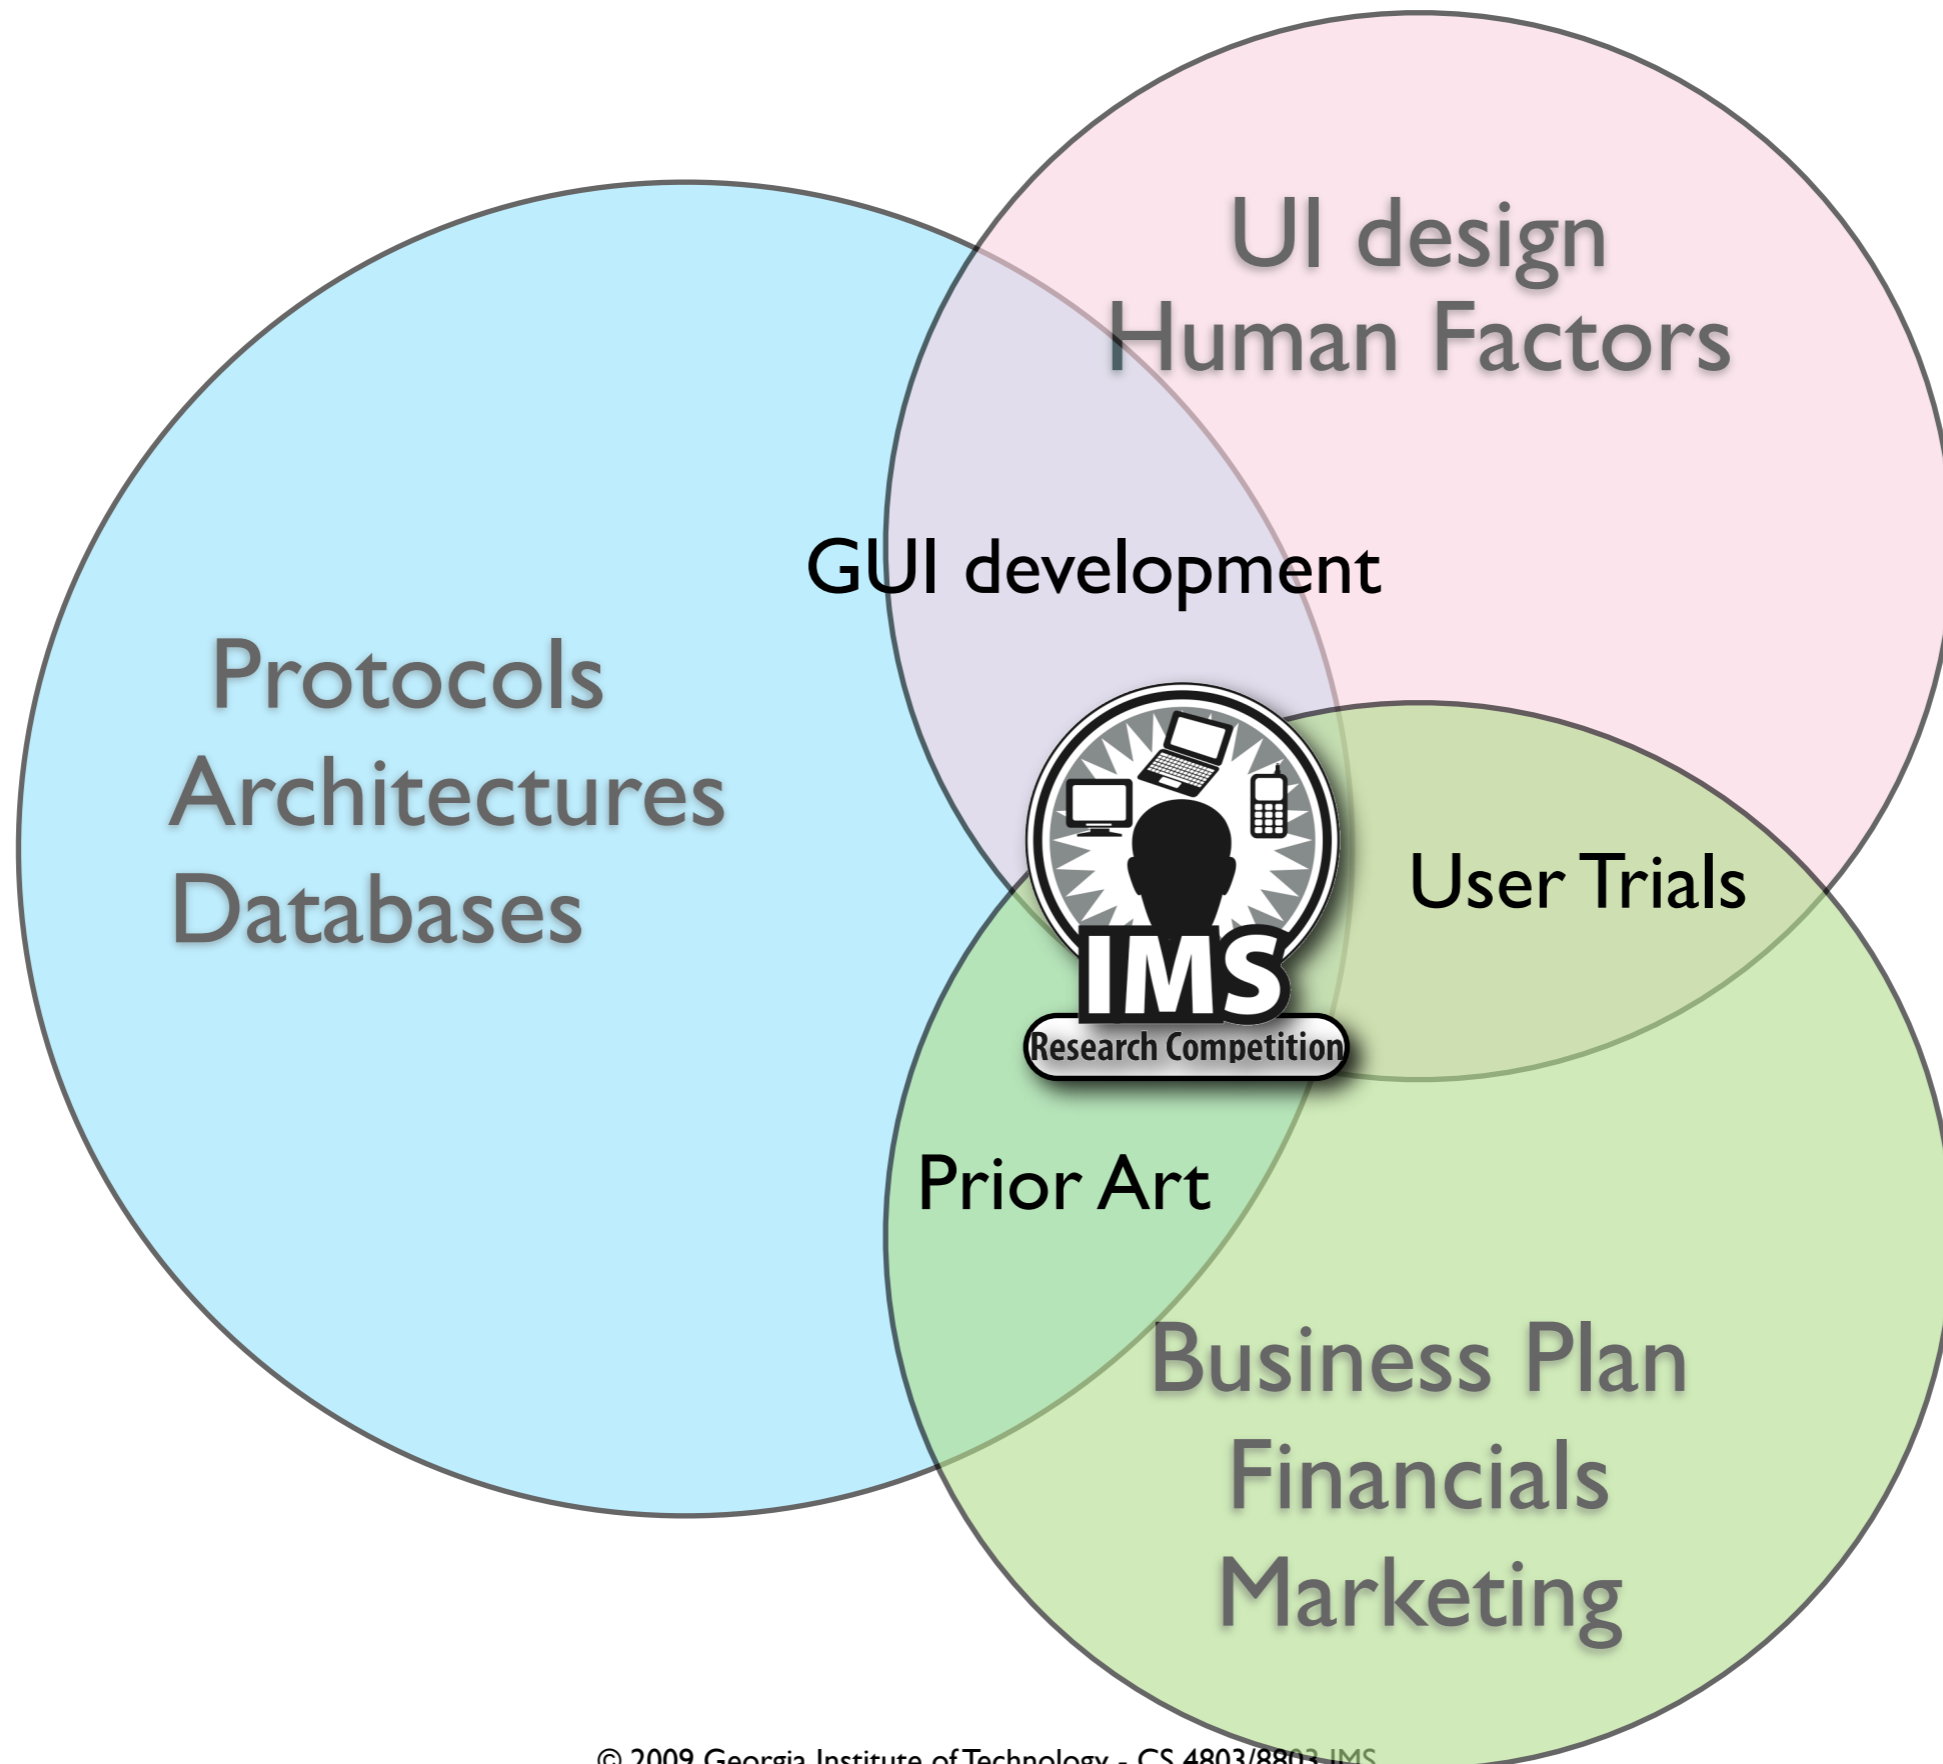 UI design
Human Factors
GUI development
Protocols
Architectures
Databases
User Trials
IMS
Research Competition
Prior Art
Business Plan
Financials
Marketing
© 2009 Georgia Institute of Technology - CS 4803/8803 IMS